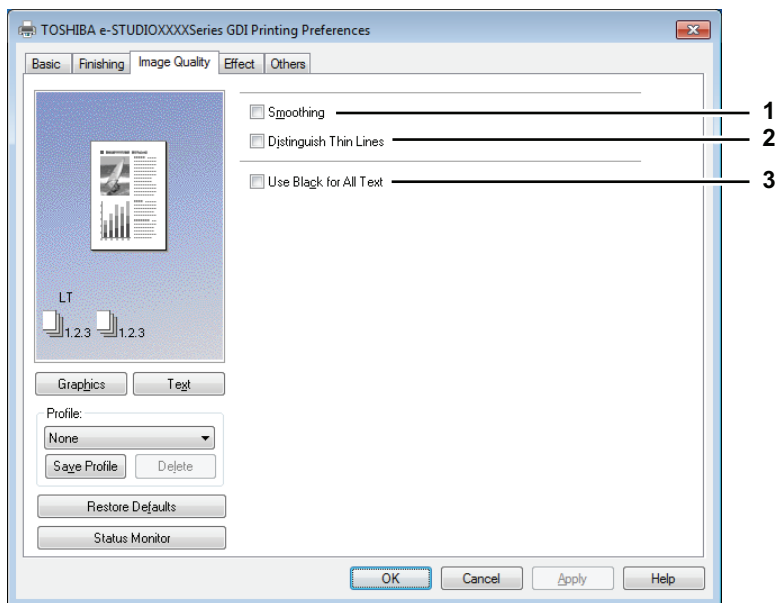 TOSHIBA e-STUDIOXXXXSeries GDI Printing Preferences
Basic Finishing Image Quality Effect Others
Smoothing 1
Distinguish Thin Lines 2
Use Black for All Text 3
LT
1.2.3 1.2.3
Graphics Text
Profile:
None
Save Profile Delete
Restore Defaults
Status Monitor
OK Cancel Apply Help